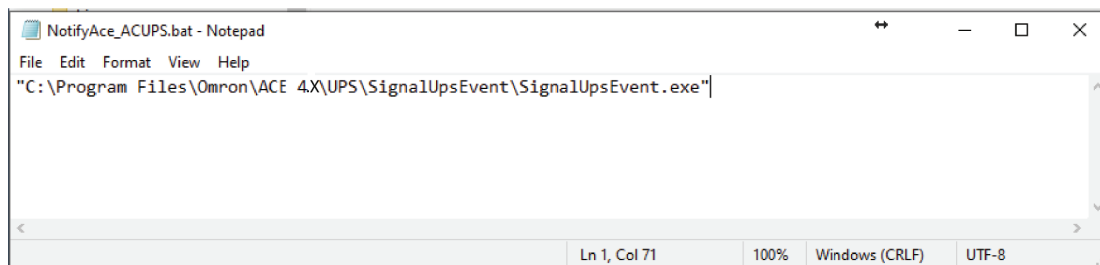 NotifyAce_ACUPS.bat - Notepad
File Edit Format View Help
"C:\Program Files\Omron\ACE 4.X\UPS\SignalUpsEvent\SignalUpsEvent.exe"
Ln 1, Col 71 100% Windows (CRLF) UTF-8